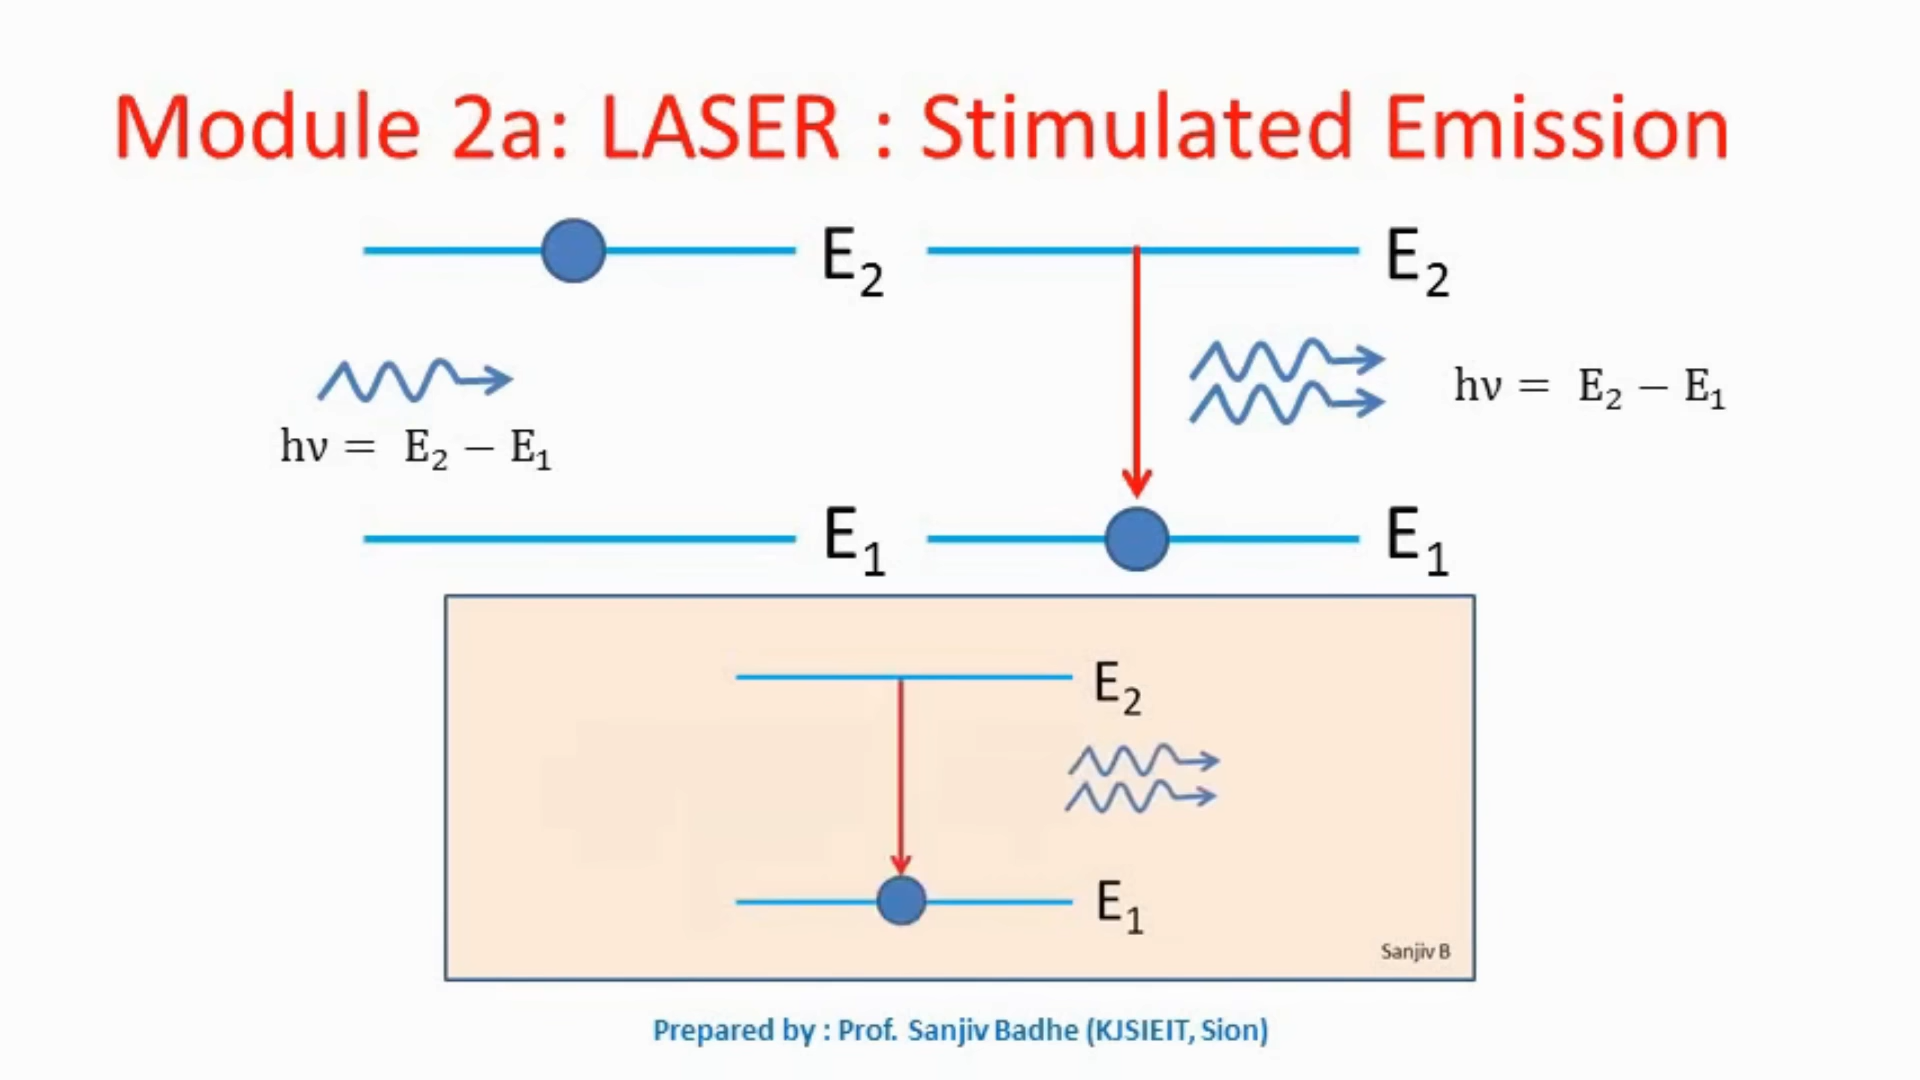 Module 2a: LASER : Stimulated Emission
E₂ E₂
hν = E₂ − E₁
hν = E₂ − E₁
E₁ E₁
E₂
E₁
Sanjiv B
Prepared by : Prof. Sanjiv Badhe (KJSIEIT, Sion)